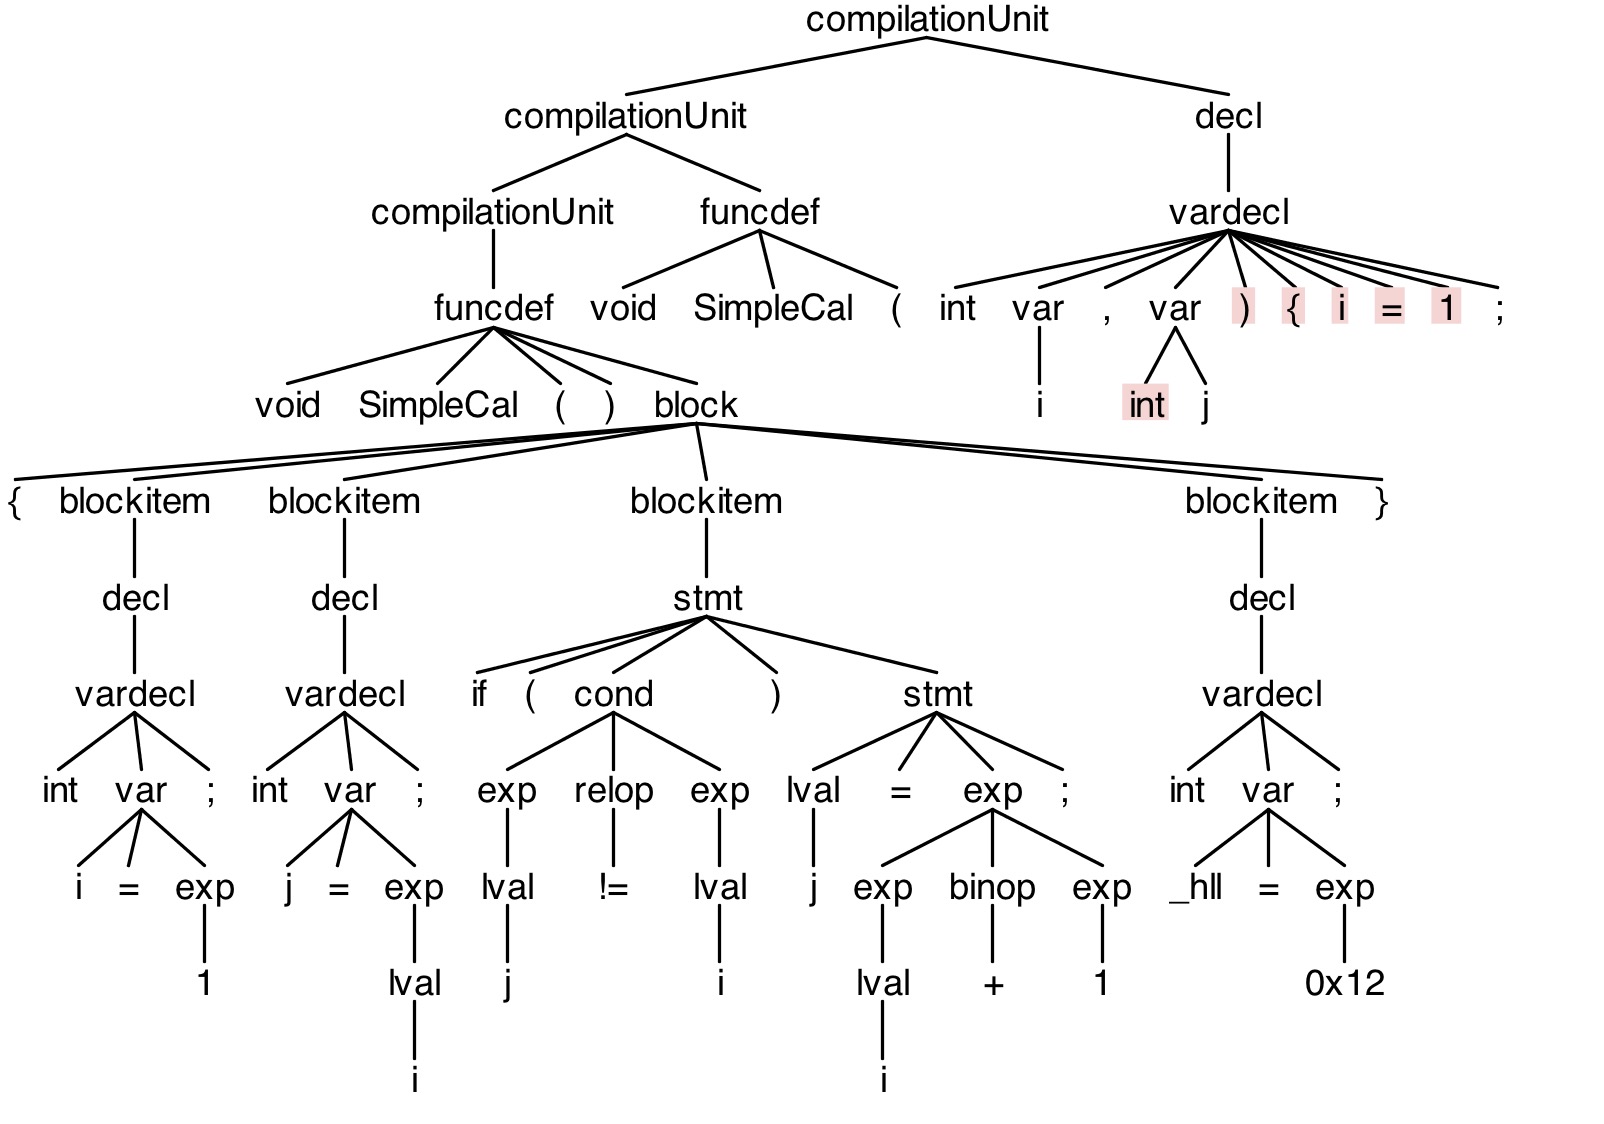 compilationUnit
compilationUnit decl
compilationUnit funcdef vardecl
funcdef void SimpleCal ( int var , var ) { i = 1 ;
void SimpleCal ( ) block i int j
{ blockitem blockitem blockitem blockitem }
decl decl stmt decl
vardecl vardecl if ( cond ) stmt vardecl
int var ; int var ; exp relop exp lval = exp ; int var ;
i = exp j = exp lval != lval j exp binop exp _hll = exp
1 lval j i lval + 1 0x12
i i